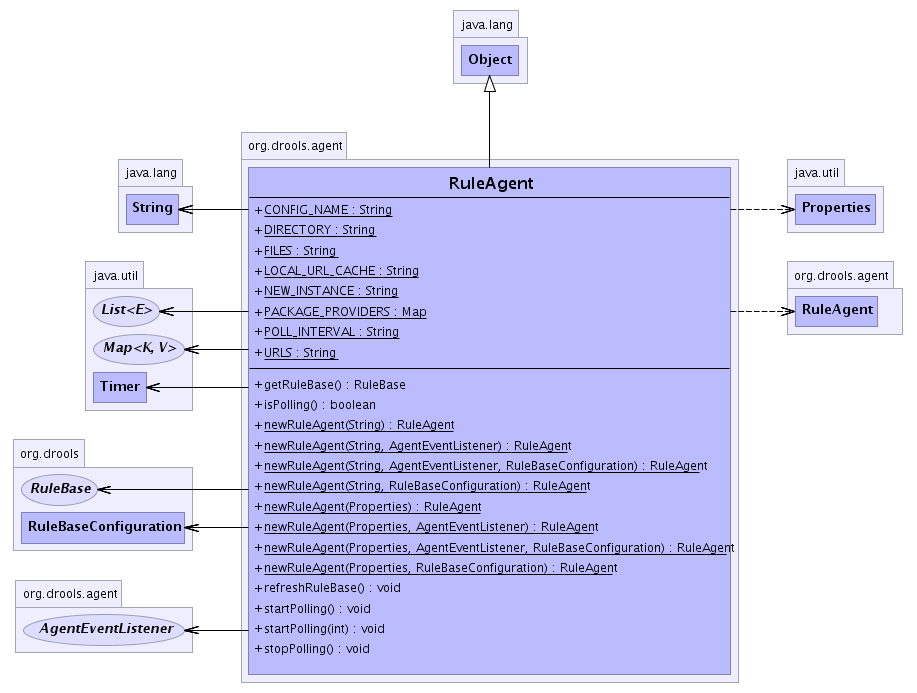 java.lang
Object
org.drools.agent
RuleAgent
+ CONFIG_NAME : String
+ DIRECTORY : String
+ FILES : String
+ LOCAL_URL_CACHE : String
+ NEW_INSTANCE : String
+ PACKAGE_PROVIDERS : Map
+ POLL_INTERVAL : String
+ URLS : String
+ getRuleBase() : RuleBase
+ isPolling() : boolean
+ newRuleAgent(String) : RuleAgent
+ newRuleAgent(String, AgentEventListener) : RuleAgent
+ newRuleAgent(String, AgentEventListener, RuleBaseConfiguration) : RuleAgent
+ newRuleAgent(String, RuleBaseConfiguration) : RuleAgent
+ newRuleAgent(Properties) : RuleAgent
+ newRuleAgent(Properties, AgentEventListener) : RuleAgent
+ newRuleAgent(Properties, AgentEventListener, RuleBaseConfiguration) : RuleAgent
+ newRuleAgent(Properties, RuleBaseConfiguration) : RuleAgent
+ refreshRuleBase() : void
+ startPolling() : void
+ startPolling(int) : void
+ stopPolling() : void
java.lang
String
java.util
List<E>
Map<K, V>
Timer
org.drools
RuleBase
RuleBaseConfiguration
org.drools.agent
AgentEventListener
java.util
Properties
org.drools.agent
RuleAgent